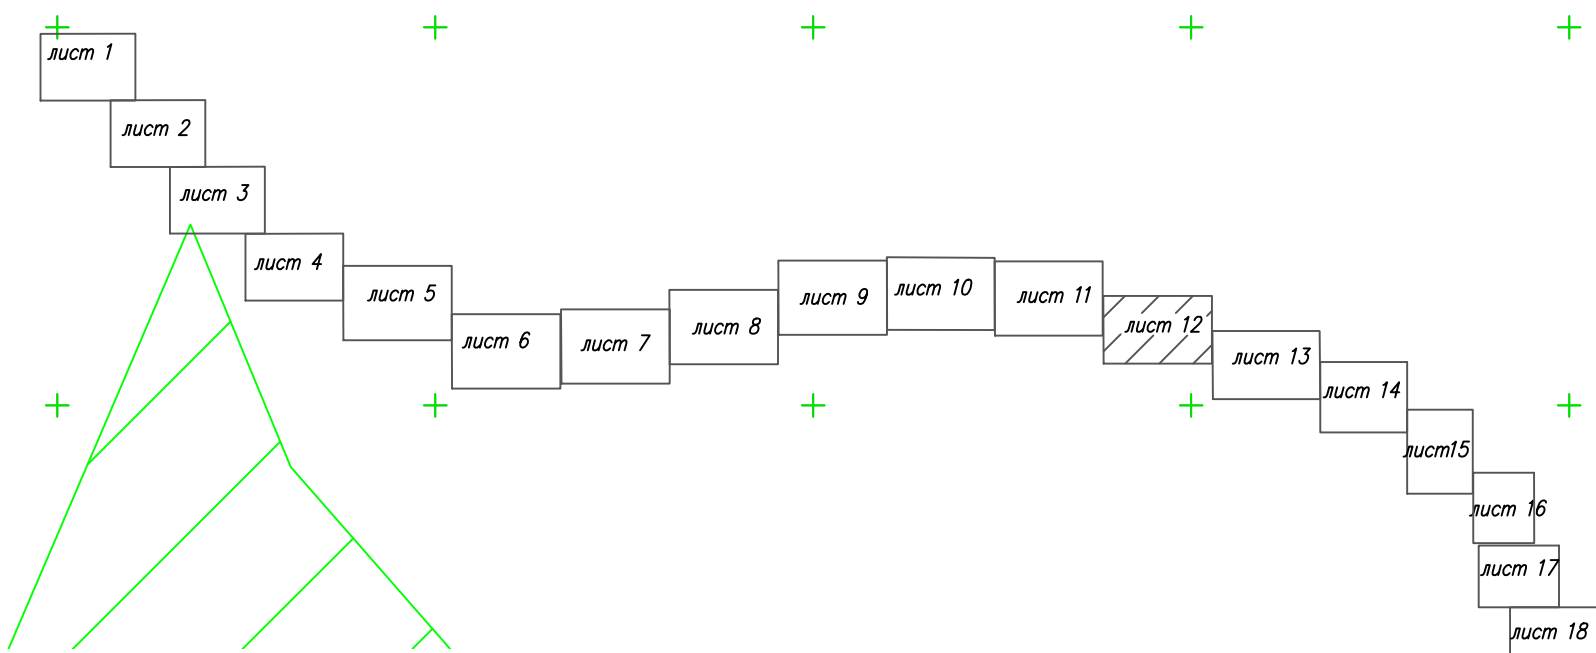 лист 1
лист 2
лист 3
лист 4
лист 5
лист 6
лист 7
лист 8
лист 9
лист 10
лист 11
лист 12
лист 13
лист 14
лист15
лист 16
лист 17
лист 18